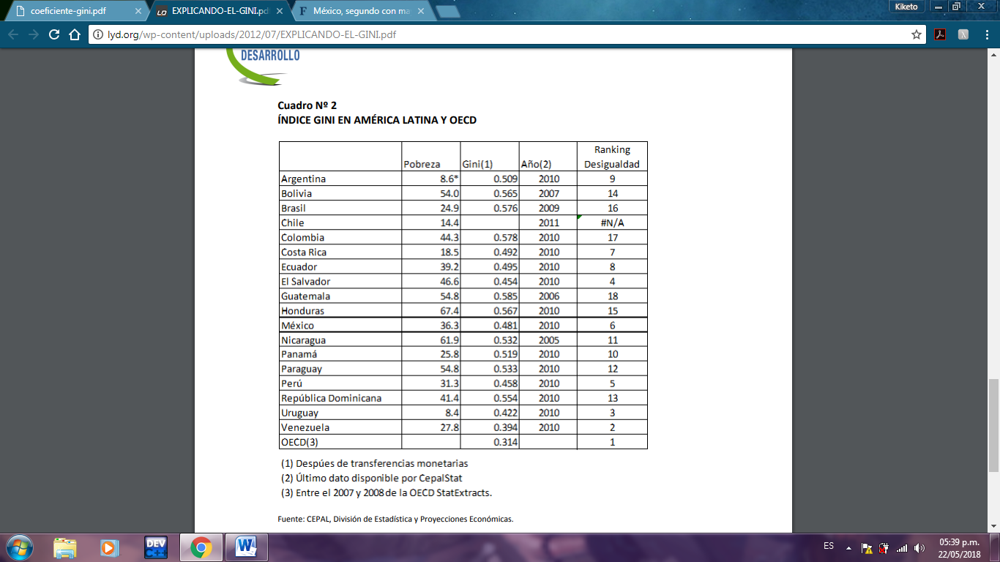 coeficiente-gini.pdf
EXPLICANDO-EL-GINI.pdf
México, segundo con ma
Kiketo
lyd.org/wp-content/uploads/2012/07/EXPLICANDO-EL-GINI.pdf
DESARROLLO
Cuadro Nº 2
ÍNDICE GINI EN AMÉRICA LATINA Y OECD
Pobreza Gini(1) Año(2) Ranking Desigualdad
Argentina 8.6* 0.509 2010 9
Bolivia 54.0 0.565 2007 14
Brasil 24.9 0.576 2009 16
Chile 14.4 2011 #N/A
Colombia 44.3 0.578 2010 17
Costa Rica 18.5 0.492 2010 7
Ecuador 39.2 0.495 2010 8
El Salvador 46.6 0.454 2010 4
Guatemala 54.8 0.585 2006 18
Honduras 67.4 0.567 2010 15
México 36.3 0.481 2010 6
Nicaragua 61.9 0.532 2005 11
Panamá 25.8 0.519 2010 10
Paraguay 54.8 0.533 2010 12
Perú 31.3 0.458 2010 5
República Dominicana 41.4 0.554 2010 13
Uruguay 8.4 0.422 2010 3
Venezuela 27.8 0.394 2010 2
OECD(3) 0.314 1
(1) Despúes de transferencias monetarias
(2) Último dato disponible por CepalStat
(3) Entre el 2007 y 2008 de la OECD StatExtracts.
Fuente: CEPAL, División de Estadística y Proyecciones Económicas.
DEV
C++
ES
05:39 p.m.
22/05/2018